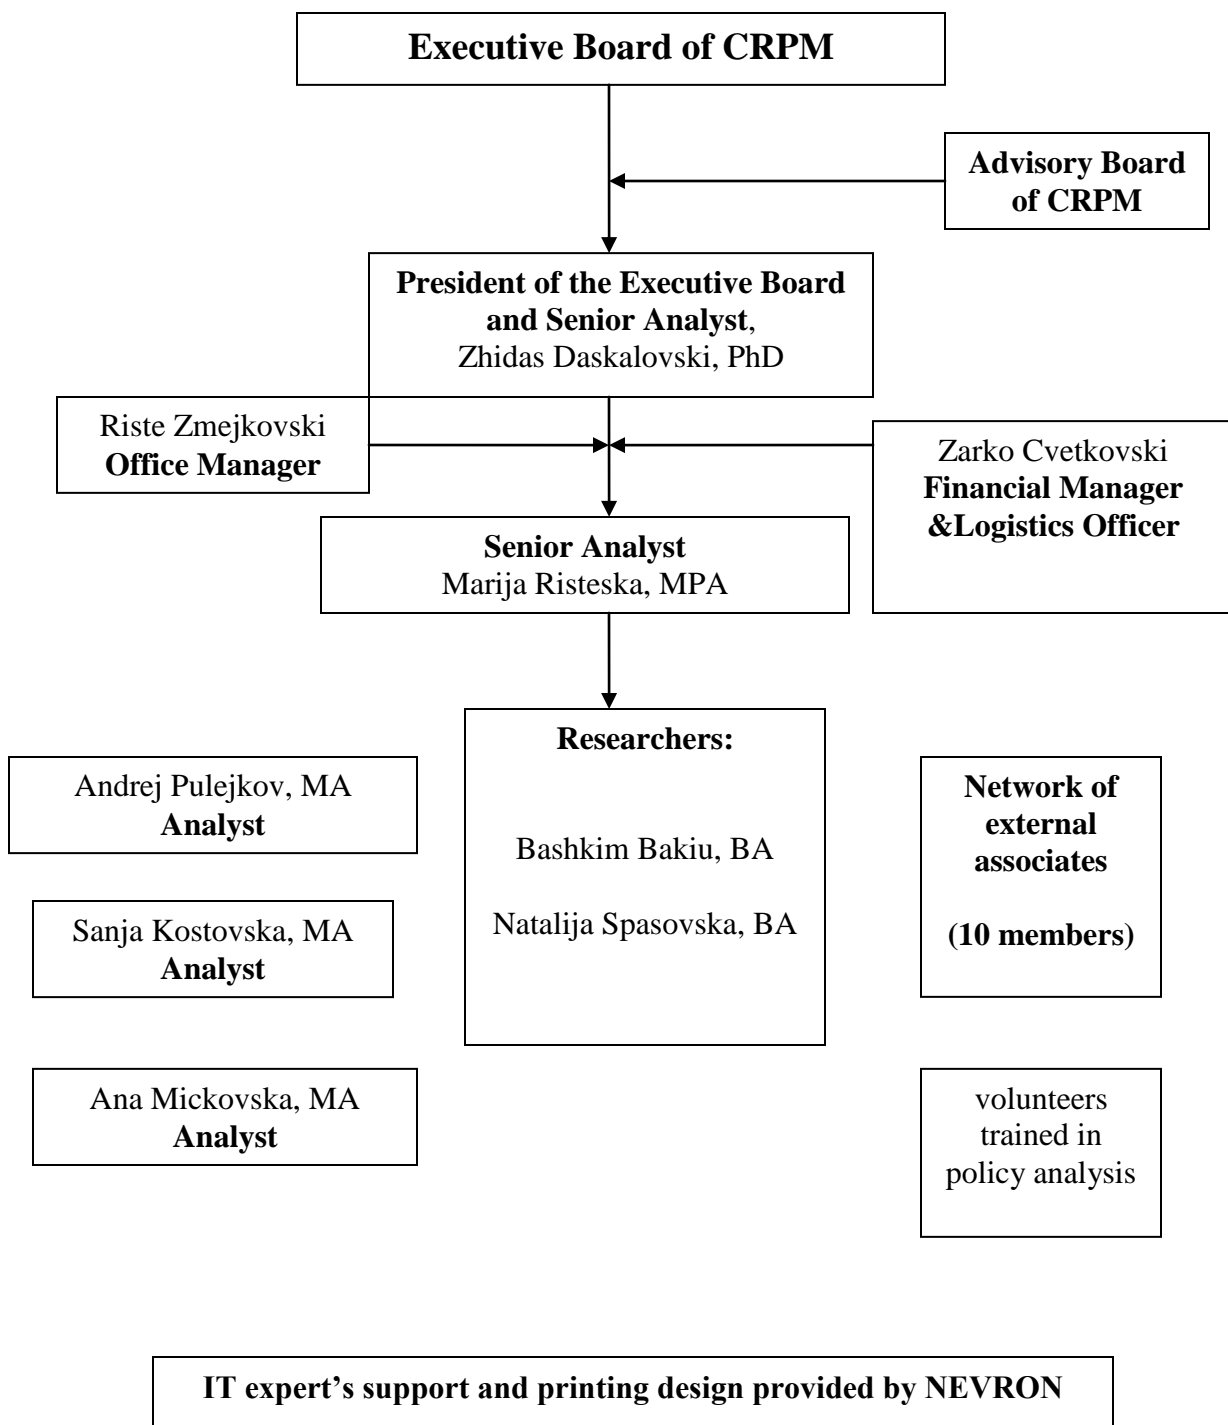 Executive Board of CRPM
Advisory Board
of CRPM
President of the Executive Board
and Senior Analyst,
Zhidas Daskalovski, PhD
Riste Zmejkovski
Office Manager
Zarko Cvetkovski
Financial Manager
&Logistics Officer
Senior Analyst
Marija Risteska, MPA
Researchers:
Bashkim Bakiu, BA
Natalija Spasovska, BA
Andrej Pulejkov, MA
Analyst
Sanja Kostovska, MA
Analyst
Ana Mickovska, MA
Analyst
Network of
external
associates
(10 members)
volunteers
trained in
policy analysis
IT expert’s support and printing design provided by NEVRON